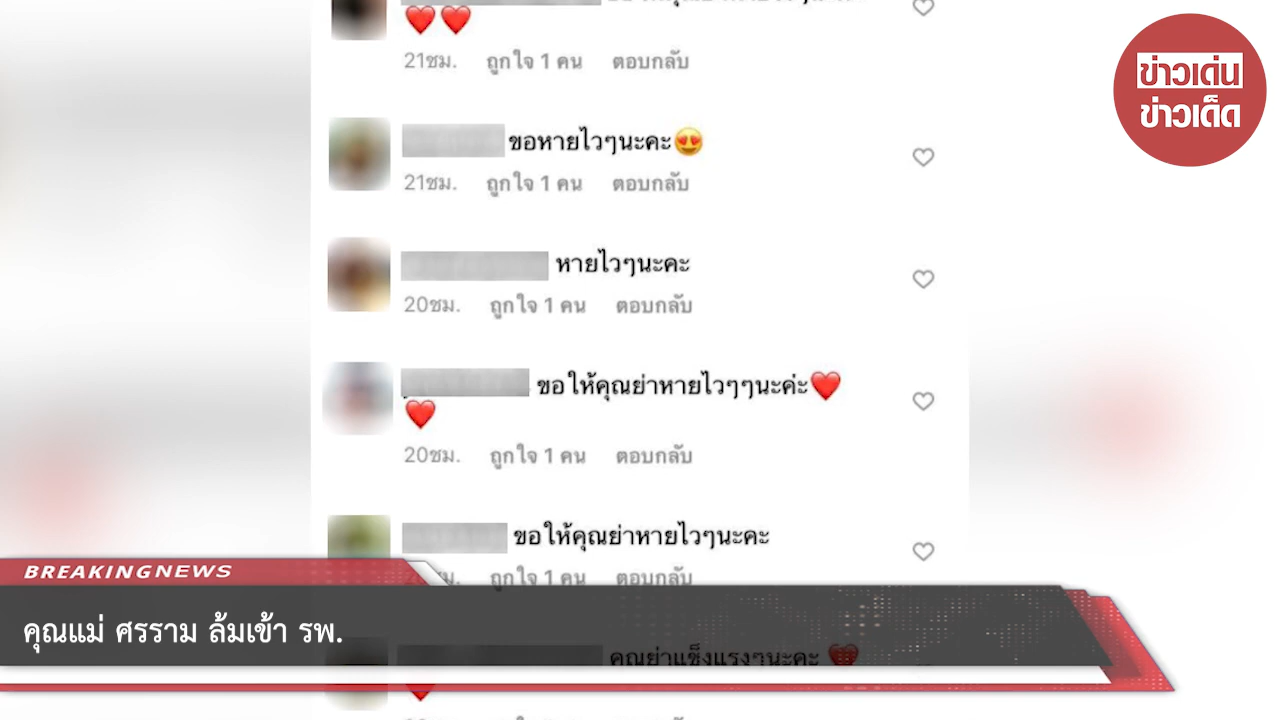 21ชม. ถูกใจ 1 คน ตอบกลับ
ข่าวเด่น
ข่าวเด็ด
ขอหายไวๆนะคะ😍
21ชม. ถูกใจ 1 คน ตอบกลับ
หายไวๆนะคะ
20ชม. ถูกใจ 1 คน ตอบกลับ
ขอให้คุณย่าหายไวๆๆนะค่ะ❤️
❤️
20ชม. ถูกใจ 1 คน ตอบกลับ
ขอให้คุณย่าหายไวๆนะคะ
ถูกใจ 1 คน ตอบกลับ
BREAKINGNEWS
คุณแม่ ศรราม ล้มเข้า รพ.
คุณย่าแข็งแรงๆนะคะ ❤️